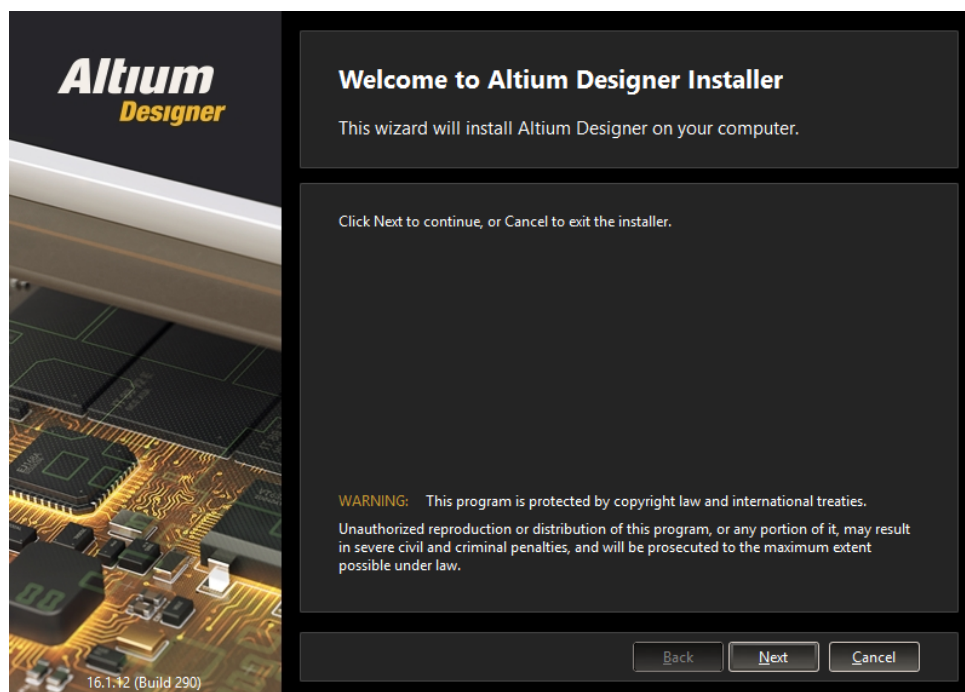 Altium
Designer
Welcome to Altium Designer Installer
This wizard will install Altium Designer on your computer.
Click Next to continue, or Cancel to exit the installer.
WARNING: This program is protected by copyright law and international treaties.
Unauthorized reproduction or distribution of this program, or any portion of it, may result
in severe civil and criminal penalties, and will be prosecuted to the maximum extent
possible under law.
16.1.12 (Build 290)
Back
Next
Cancel